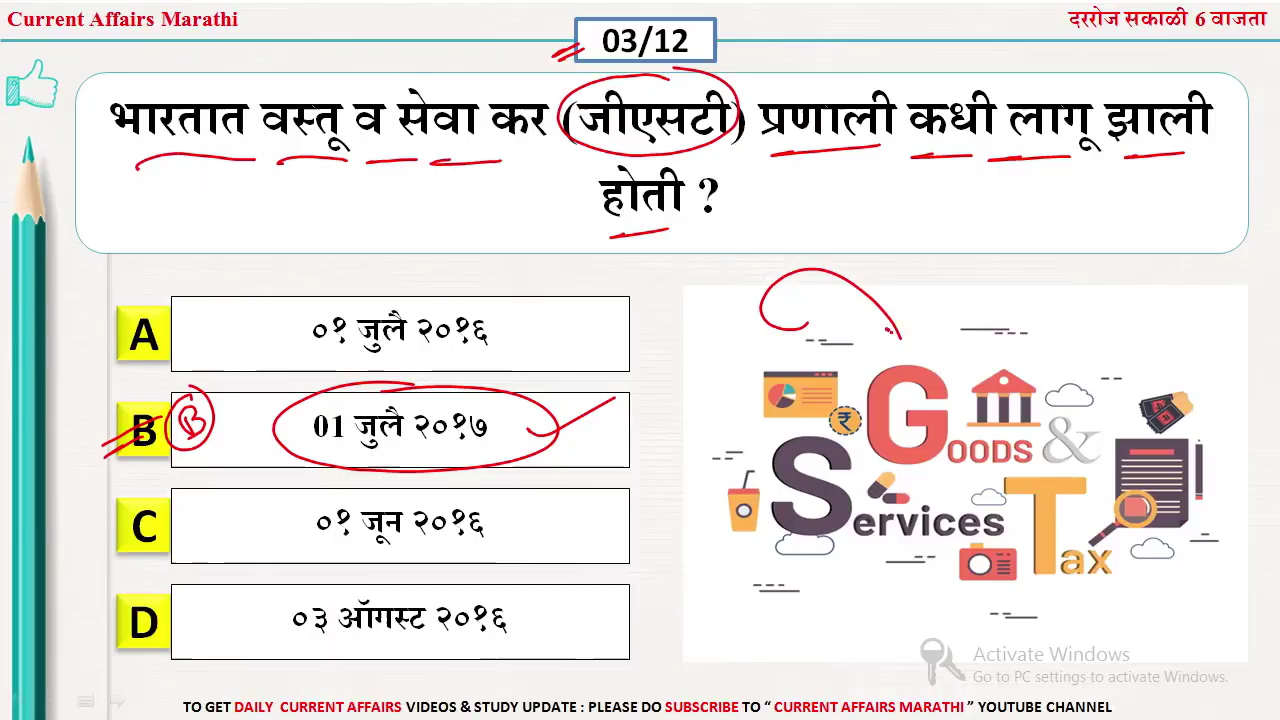 Current Affairs Marathi
दररोज सकाळी 6 वाजता
03/12
भारतात वस्तू व सेवा कर (जीएसटी) प्रणाली कधी लागू झाली
होती ?
A
०१ जुलै २०१६
B
B
01 जुलै २०१७
C
०१ जून २०१६
D
०३ ऑगस्ट २०१६
GOODS &
Services
Tax
Activate Windows
Go to PC settings to activate Windows.
TO GET DAILY CURRENT AFFAIRS VIDEOS & STUDY UPDATE : PLEASE DO SUBSCRIBE TO “ CURRENT AFFAIRS MARATHI ” YOUTUBE CHANNEL